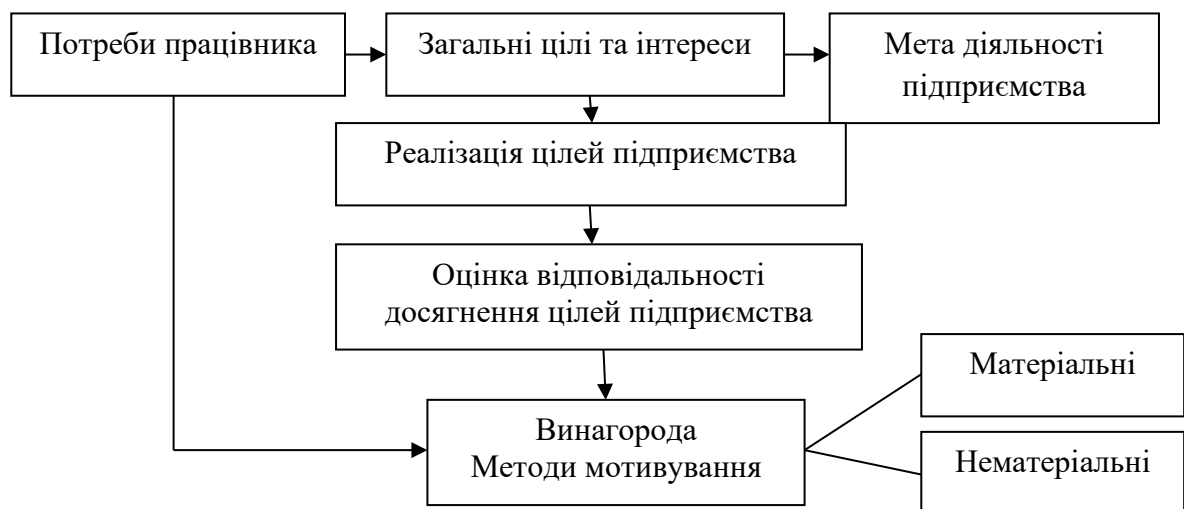 Потреби працівника
Загальні цілі та інтереси
Мета діяльності
підприємства
Реалізація цілей підприємства
Оцінка відповідальності
досягнення цілей підприємства
Матеріальні
Винагорода
Методи мотивування
Нематеріальні